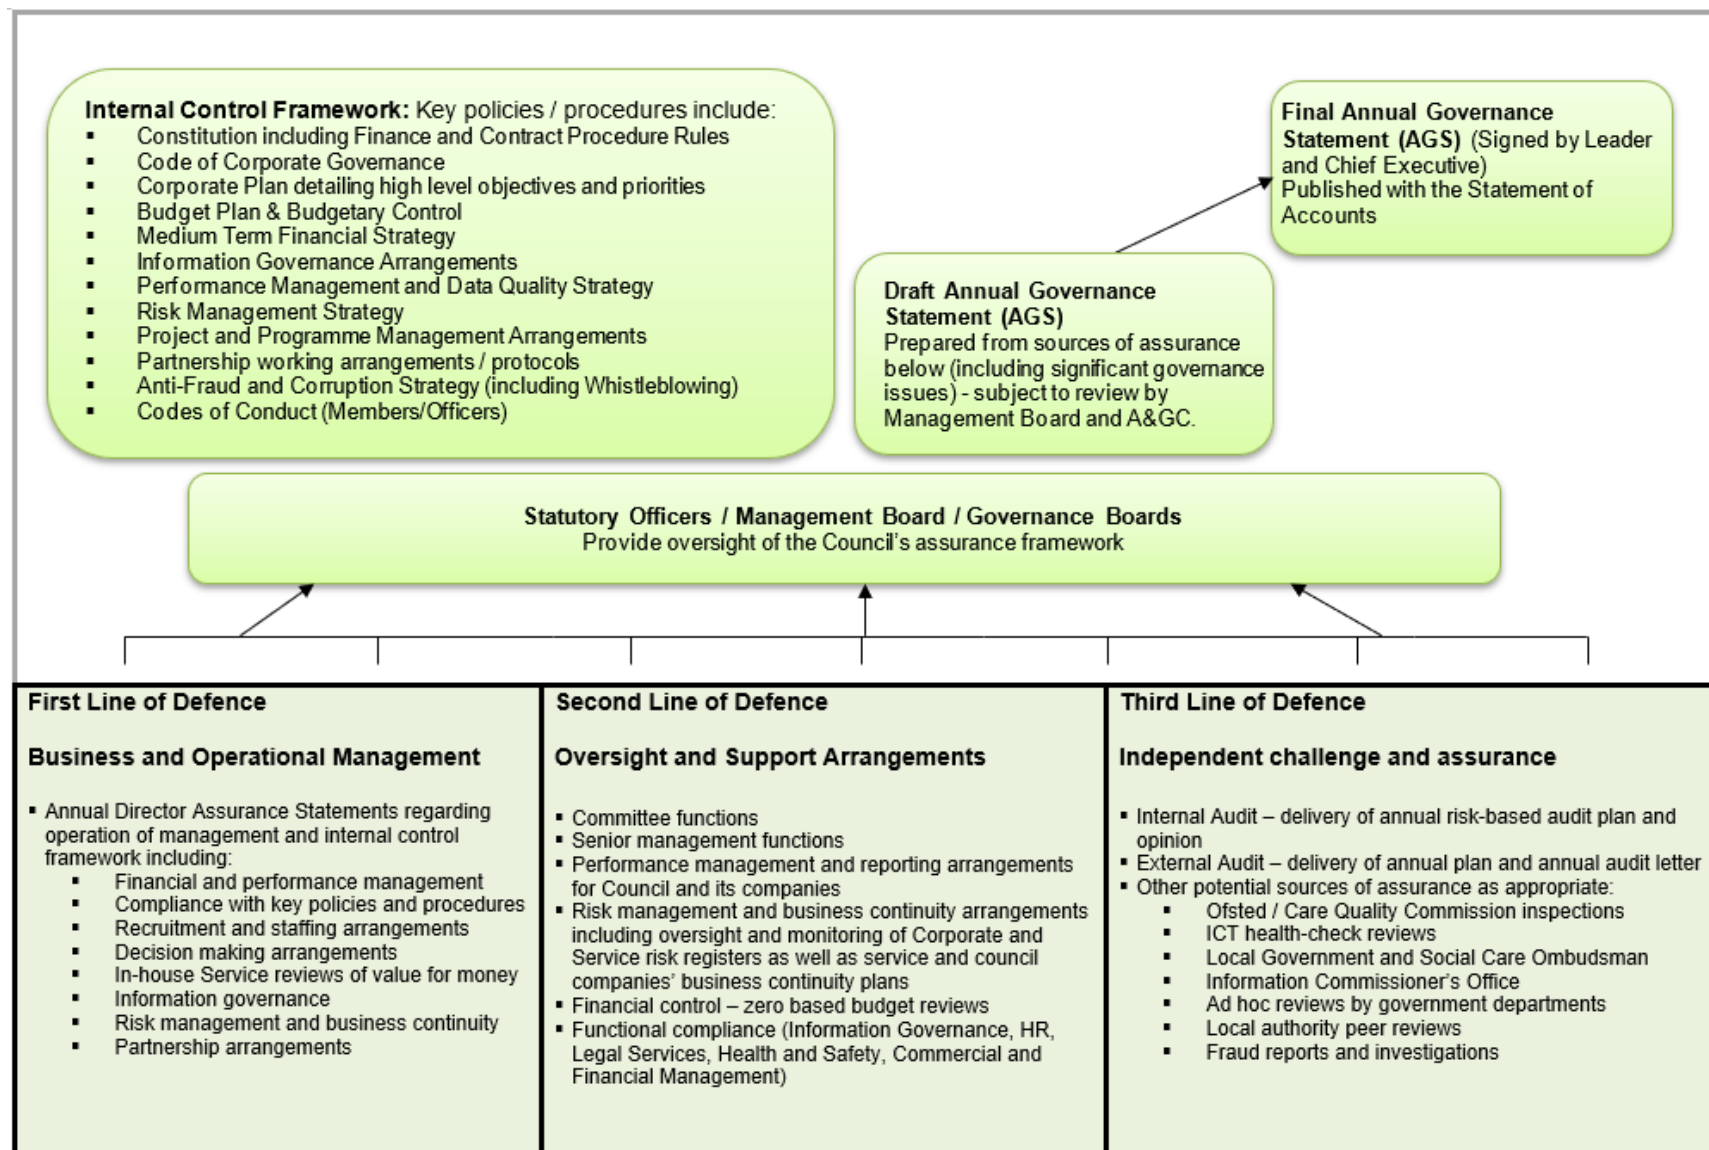 Internal Control Framework: Key policies / procedures include:
▪ Constitution including Finance and Contract Procedure Rules
▪ Code of Corporate Governance
▪ Corporate Plan detailing high level objectives and priorities
▪ Budget Plan & Budgetary Control
▪ Medium Term Financial Strategy
▪ Information Governance Arrangements
▪ Performance Management and Data Quality Strategy
▪ Risk Management Strategy
▪ Project and Programme Management Arrangements
▪ Partnership working arrangements / protocols
▪ Anti-Fraud and Corruption Strategy (including Whistleblowing)
▪ Codes of Conduct (Members/Officers)
Final Annual Governance
Statement (AGS) (Signed by Leader
and Chief Executive)
Published with the Statement of
Accounts
Draft Annual Governance
Statement (AGS)
Prepared from sources of assurance
below (including significant governance
issues) - subject to review by
Management Board and A&GC.
Statutory Officers / Management Board / Governance Boards
Provide oversight of the Council's assurance framework
First Line of Defence
Business and Operational Management
▪ Annual Director Assurance Statements regarding
operation of management and internal control
framework including:
▪ Financial and performance management
▪ Compliance with key policies and procedures
▪ Recruitment and staffing arrangements
▪ Decision making arrangements
▪ In-house Service reviews of value for money
▪ Information governance
▪ Risk management and business continuity
▪ Partnership arrangements
Second Line of Defence
Oversight and Support Arrangements
▪ Committee functions
▪ Senior management functions
▪ Performance management and reporting arrangements
for Council and its companies
▪ Risk management and business continuity arrangements
including oversight and monitoring of Corporate and
Service risk registers as well as service and council
companies' business continuity plans
▪ Financial control – zero based budget reviews
▪ Functional compliance (Information Governance, HR,
Legal Services, Health and Safety, Commercial and
Financial Management)
Third Line of Defence
Independent challenge and assurance
▪ Internal Audit – delivery of annual risk-based audit plan and
opinion
▪ External Audit – delivery of annual plan and annual audit letter
▪ Other potential sources of assurance as appropriate:
▪ Ofsted / Care Quality Commission inspections
▪ ICT health-check reviews
▪ Local Government and Social Care Ombudsman
▪ Information Commissioner's Office
▪ Ad hoc reviews by government departments
▪ Local authority peer reviews
▪ Fraud reports and investigations